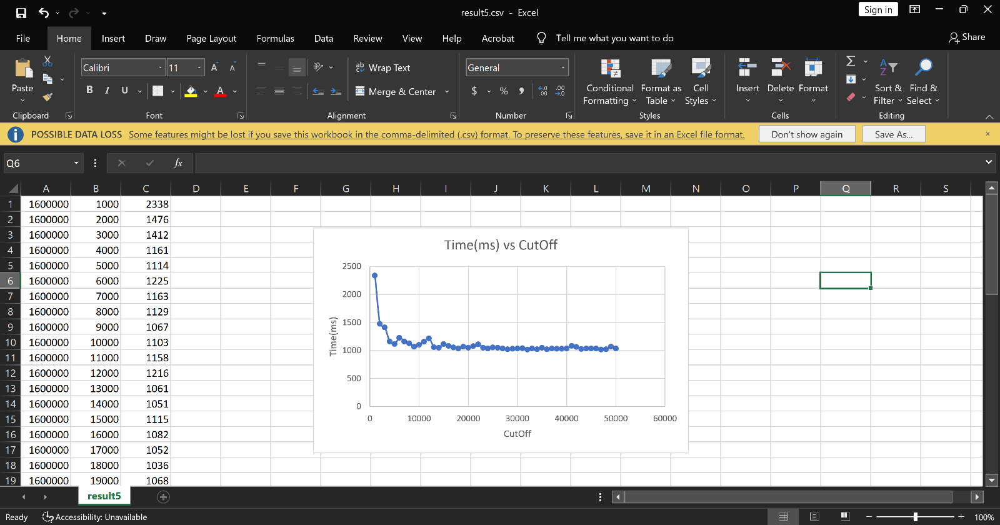 result5.csv - Excel
Sign in
File Home Insert Draw Page Layout Formulas Data Review View Help Acrobat Tell me what you want to do Share
Paste
Clipboard
Calibri 11
B I U A
Font
ab Wrap Text
Merge & Center
Alignment
General
$ % ,
Number
Conditional Formatting
Format as Table
Cell Styles
Styles
Insert Delete Format
Cells
Sort & Filter
Find & Select
Editing
POSSIBLE DATA LOSS Some features might be lost if you save this workbook in the comma-delimited (.csv) format. To preserve these features, save it in an Excel file format. Don't show again Save As...
Q6 fx
A B C D E F G H I J K L M N O P Q R S
1 1600000 1000 2338
2 1600000 2000 1476
3 1600000 3000 1412
4 1600000 4000 1161
5 1600000 5000 1114
6 1600000 6000 1225
7 1600000 7000 1163
8 1600000 8000 1129
9 1600000 9000 1067
10 1600000 10000 1103
11 1600000 11000 1158
12 1600000 12000 1216
13 1600000 13000 1061
14 1600000 14000 1051
15 1600000 15000 1115
16 1600000 16000 1082
17 1600000 17000 1052
18 1600000 18000 1036
19 1600000 19000 1068
Time(ms) vs CutOff
Time(ms)
2500
2000
1500
1000
500
0
0 10000 20000 30000 40000 50000 60000
CutOff
result5
Ready Accessibility: Unavailable 100%